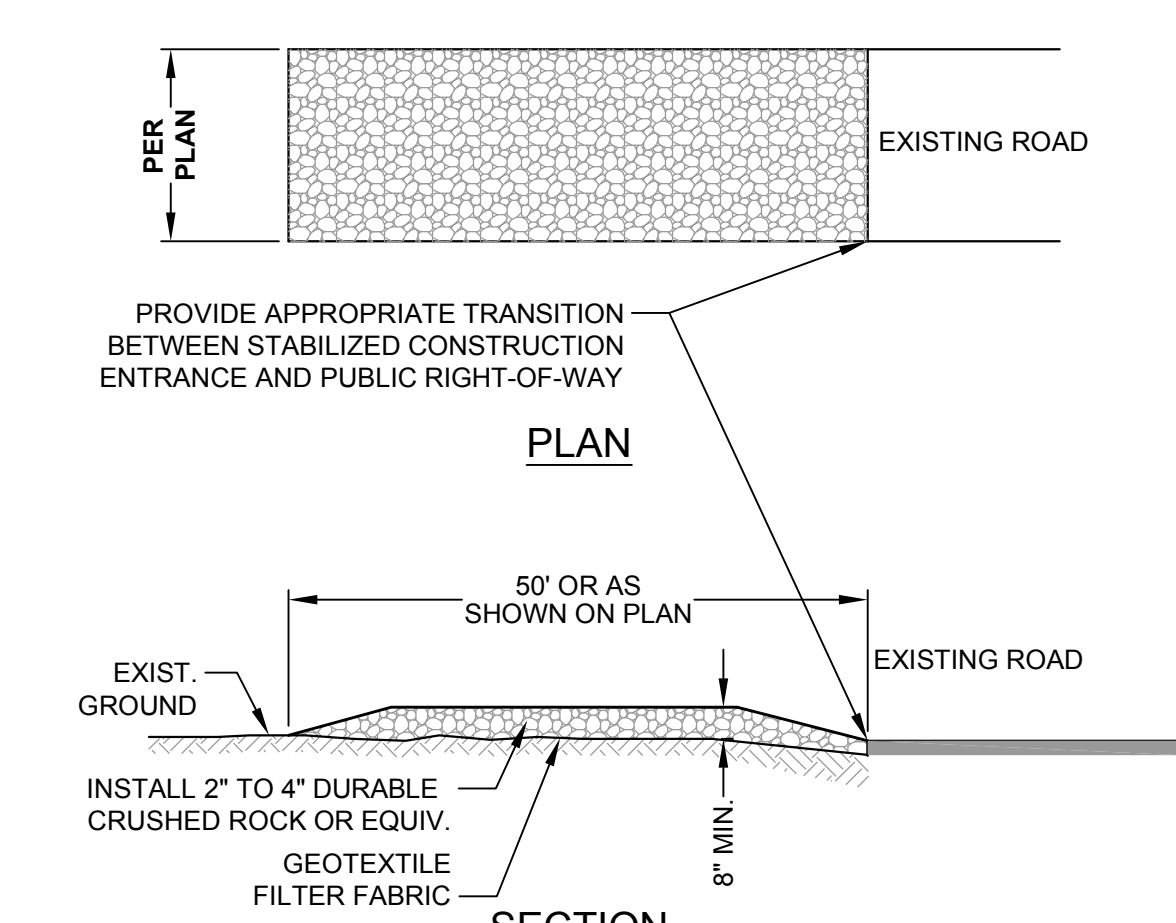 PER
PLAN
EXISTING ROAD
PROVIDE APPROPRIATE TRANSITION
BETWEEN STABILIZED CONSTRUCTION
ENTRANCE AND PUBLIC RIGHT-OF-WAY
PLAN
50' OR AS
SHOWN ON PLAN
EXISTING ROAD
EXIST.
GROUND
INSTALL 2" TO 4" DURABLE
CRUSHED ROCK OR EQUIV.
8" MIN.
GEOTEXTILE
FILTER FABRIC
SECTION